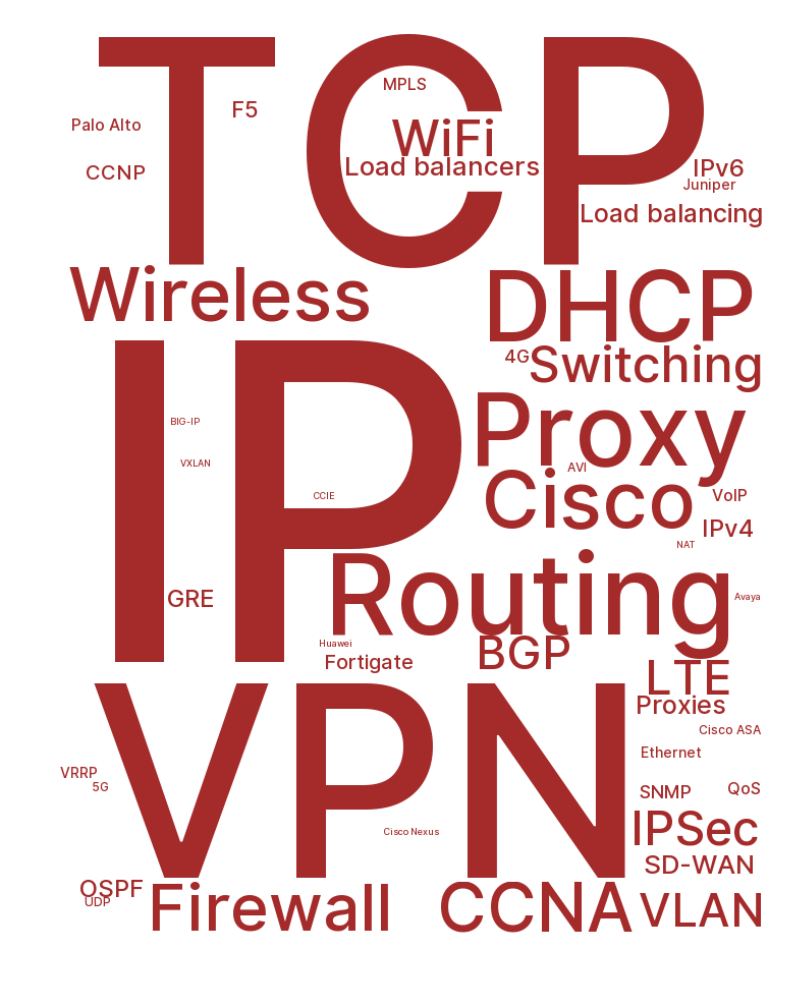 TCP
MPLS
F5
Palo Alto
WiFi
Load balancers
CCNP
IPv6
Juniper
Load balancing
Wireless
DHCP
4G
Switching
IP
Proxy
BIG-IP
VXLAN
AVI
CCIE
Cisco
VoIP
IPv4
NAT
Routing
GRE
Avaya
Huawei
Fortigate
BGP
LTE
Proxies
VPN
Cisco ASA
Ethernet
VRRP
5G
SNMP
QoS
Cisco Nexus
IPSec
SD-WAN
OSPF
UDP
Firewall
CCNA
VLAN